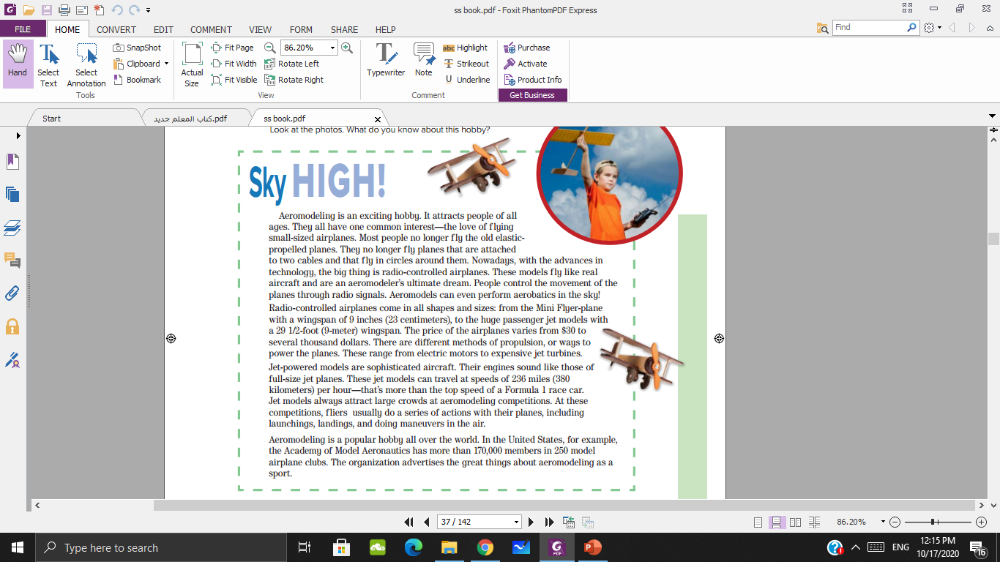 ss book.pdf - Foxit PhantomPDF Express
FILE HOME CONVERT EDIT COMMENT VIEW FORM SHARE HELP Find
Hand
Select Text
Select Annotation
SnapShot
Clipboard
Bookmark
Tools
Actual Size
Fit Page
Fit Width
Fit Visible
86.20%
Rotate Left
Rotate Right
View
Typewriter
Note
abc Highlight
Strikeout
Underline
Comment
Purchase
Activate
Product Info
Get Business
Start كتاب المعلم جديد.pdf ss book.pdf
Look at the photos. What do you know about this hobby?
Sky HIGH!
Aeromodeling is an exciting hobby. It attracts people of all
ages. They all have one common interest—the love of flying
small-sized airplanes. Most people no longer fly the old elastic-
propelled planes. They no longer fly planes that are attached
to two cables and that fly in circles around them. Nowadays, with the advances in
technology, the big thing is radio-controlled airplanes. These models fly like real
aircraft and are an aeromodeler's ultimate dream. People control the movement of the
planes through radio signals. Aeromodels can even perform aerobatics in the sky!
Radio-controlled airplanes come in all shapes and sizes: from the Mini Flyer-plane
with a wingspan of 9 inches (23 centimeters), to the huge passenger jet models with
a 29 1/2-foot (9-meter) wingspan. The price of the airplanes varies from $30 to
several thousand dollars. There are different methods of propulsion, or ways to
power the planes. These range from electric motors to expensive jet turbines.
Jet-powered models are sophisticated aircraft. Their engines sound like those of
full-size jet planes. These jet models can travel at speeds of 236 miles (380
kilometers) per hour—that's more than the top speed of a Formula 1 race car.
Jet models always attract large crowds at aeromodeling competitions. At these
competitions, fliers usually do a series of actions with their planes, including
launchings, landings, and doing maneuvers in the air.
Aeromodeling is a popular hobby all over the world. In the United States, for example,
the Academy of Model Aeronautics has more than 170,000 members in 250 model
airplane clubs. The organization advertises the great things about aeromodeling as a
sport.
37 / 142
86.20%
Type here to search
ENG
12:15 PM
10/17/2020
16